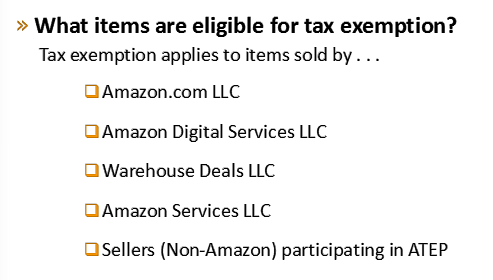 » What items are eligible for tax exemption?
Tax exemption applies to items sold by . . .
❑ Amazon.com LLC
❑ Amazon Digital Services LLC
❑ Warehouse Deals LLC
❑ Amazon Services LLC
❑ Sellers (Non-Amazon) participating in ATEP